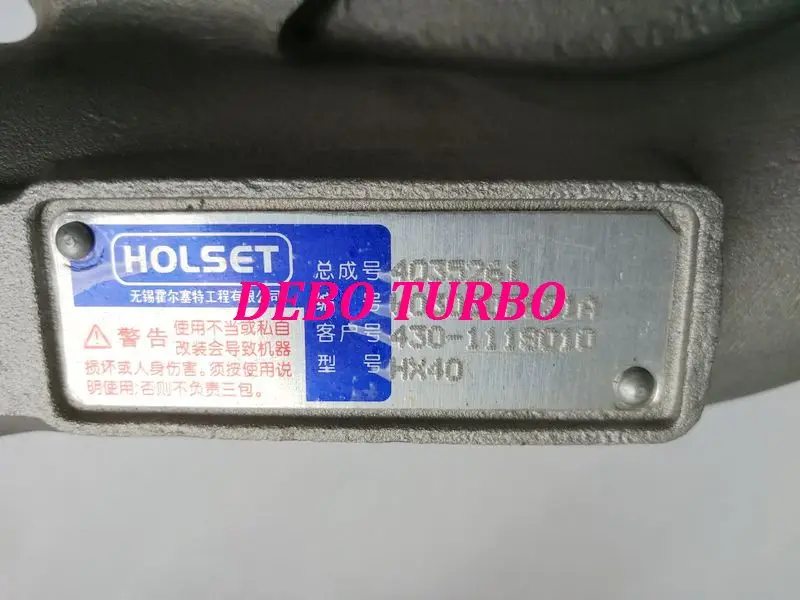 HOLSET
无锡霍尔塞特工程有限公司
警告 使用不当或私自
改装会导致机器
损坏或人身伤害。须按使用说
明使用;否则不负责三包。
总成号 4035261
号
客户号 430-1118010
型 号 HX40
DEBO TURBO